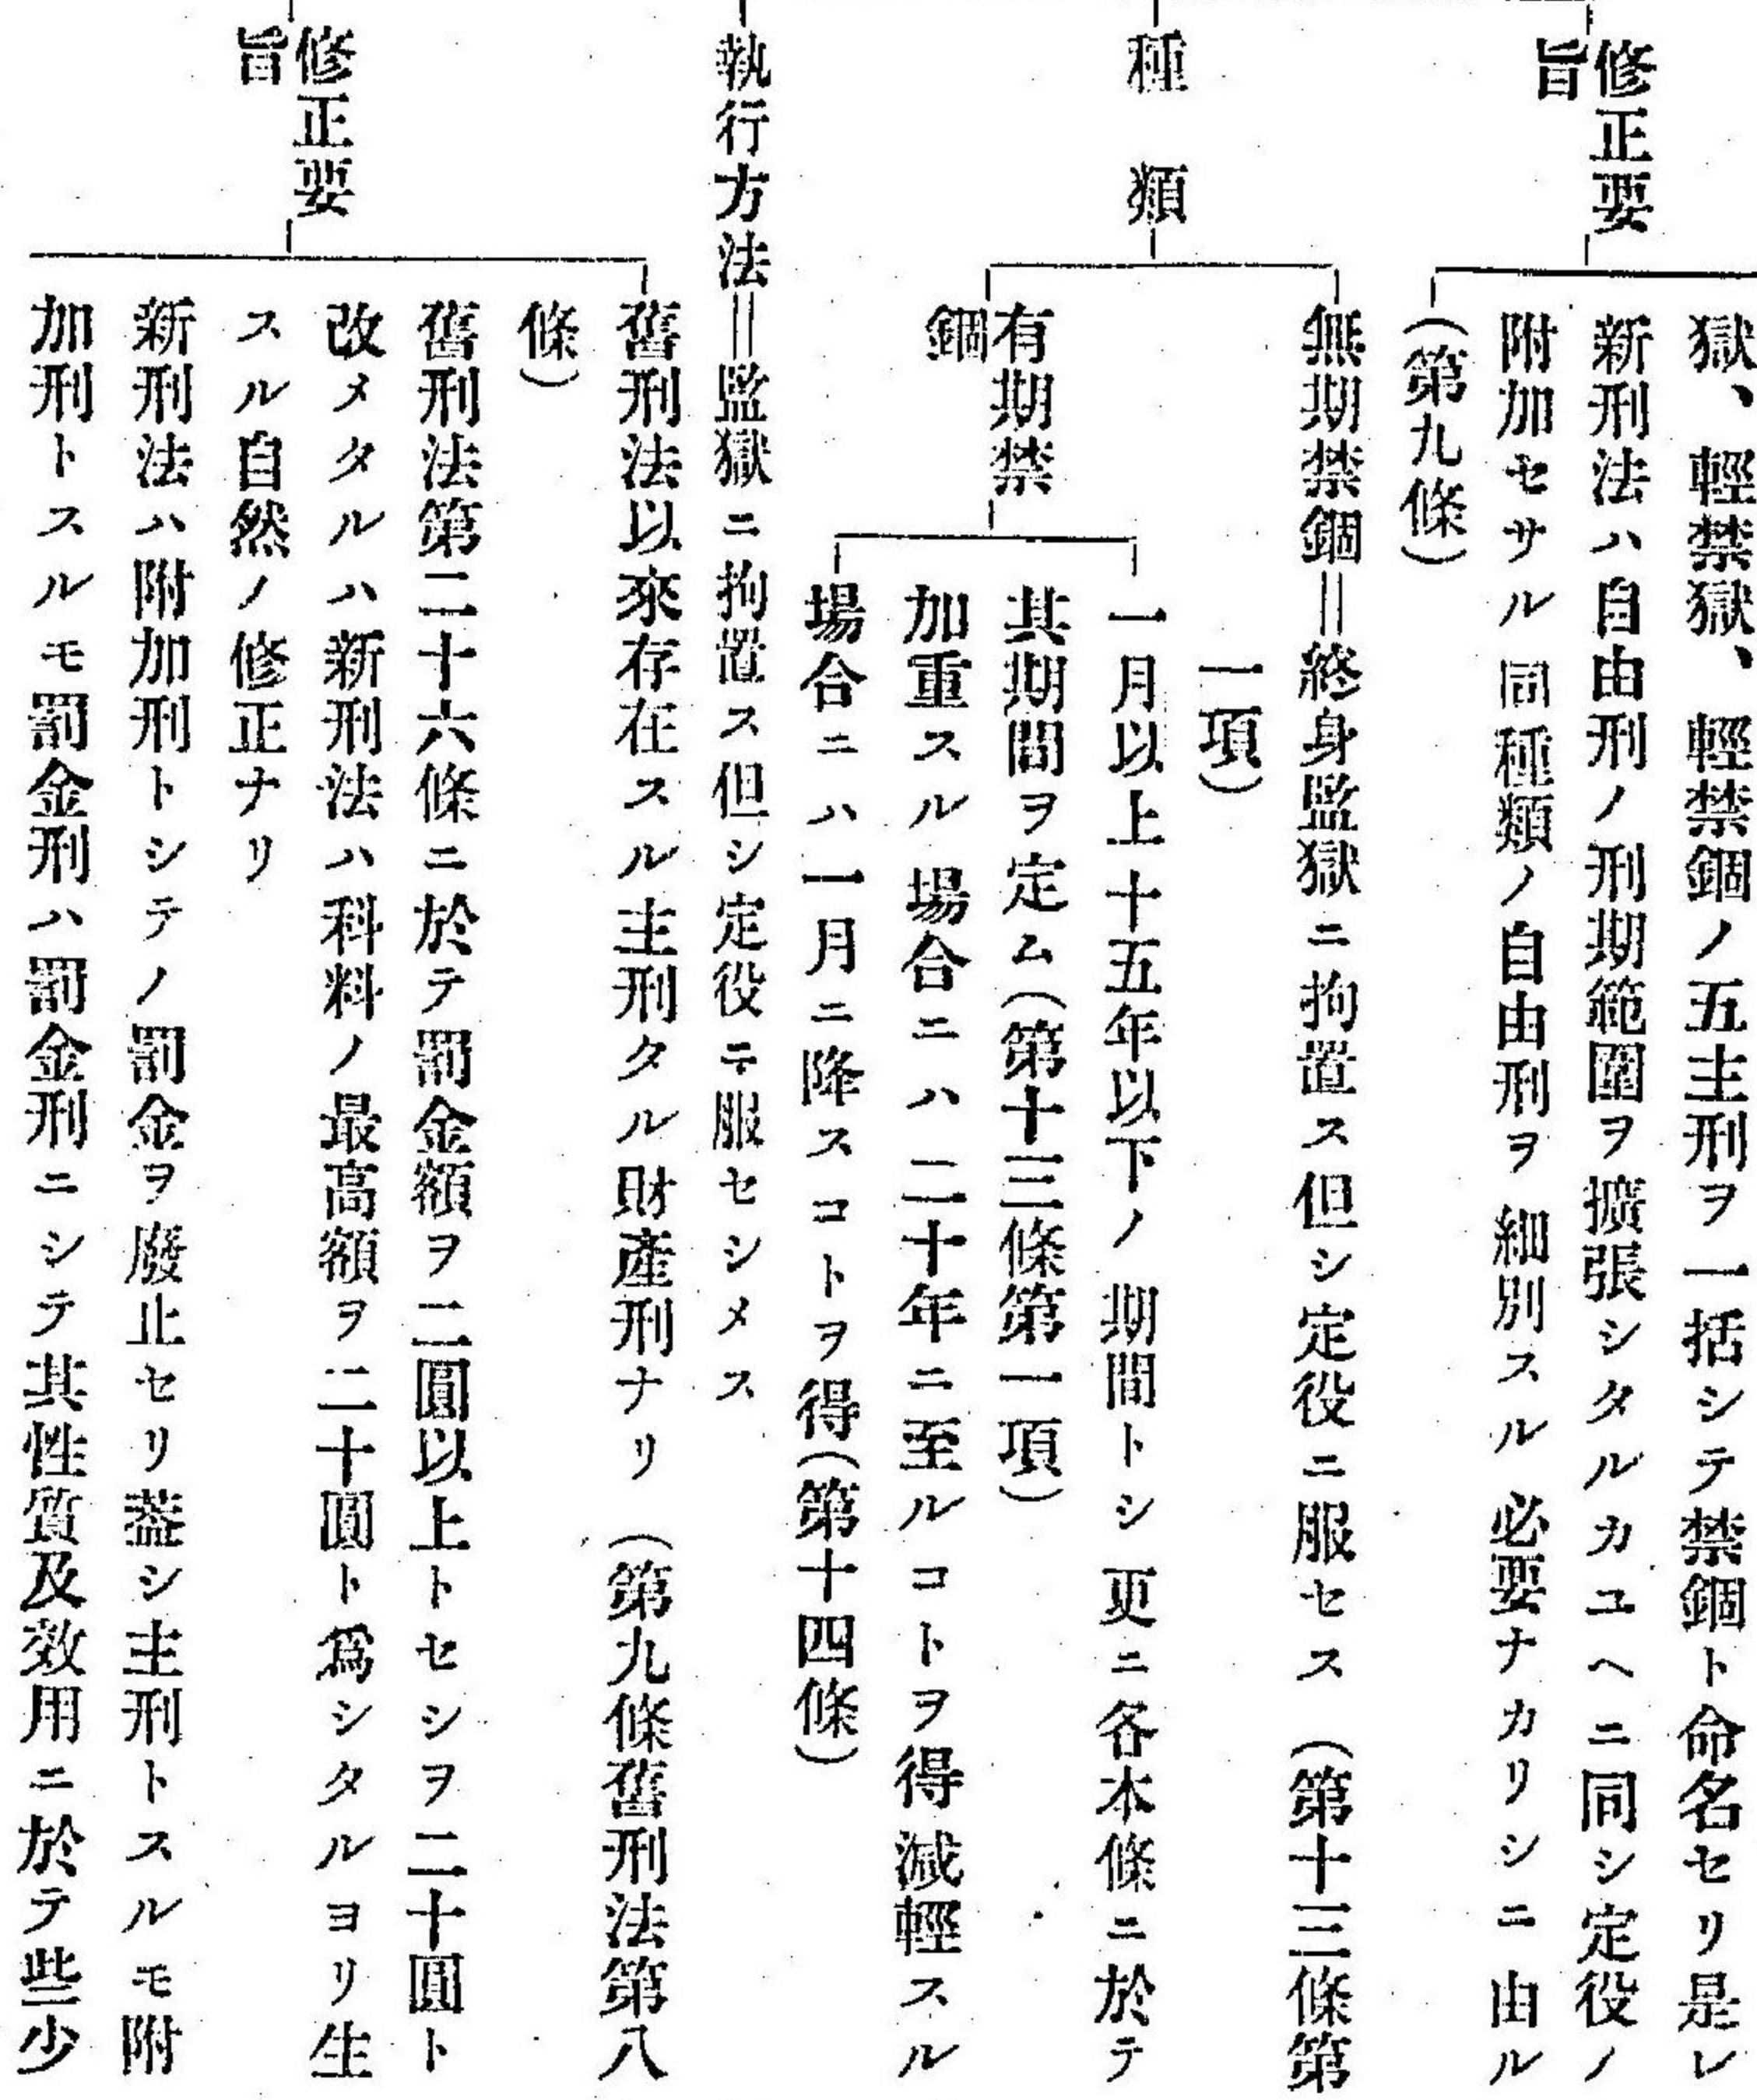 修正要
旨
獄、輕禁獄、輕禁錮ノ五主刑ヲ一括シテ禁錮ト命名セリ是レ
新刑法ハ自由刑ノ刑期範圍ヲ擴張シタルカユヘニ同シ定役ノ
附加セサル同種類ノ自由刑ヲ細別スル必要ナカリシニ由ル
(第九條)
種類
無期禁錮=終身監獄ニ拘置ス但シ定役ニ服セス(第十三條第
一項)
有期禁
錮
一月以上十五年以下ノ期間トシ更ニ各本條ニ於テ
其期間ヲ定ム(第十三條第一項)
加重スル場合ニハ二十年ニ至ルコトヲ得減輕スル
場合ニハ一月ニ降スコトヲ得(第十四條)
執行方法=監獄ニ拘置ス但シ定役ニ服セシメス
修正要
旨
舊刑法以來存在スル主刑タル財產刑ナリ(第九條舊刑法第八
條)
舊刑法第二十六條ニ於テ罰金額ヲ二圓以上トセシヲ二十圓ト
改メタルハ新刑法ハ科料ノ最高額ヲ二十圓ト爲シタルヨリ生
スル自然ノ修正ナリ
新刑法ハ附加刑トシテノ罰金ヲ廢止セリ蓋シ主刑トスルモ附
加刑トスルモ罰金刑ハ罰金刑ニシテ其性質及效用ニ於テ些少